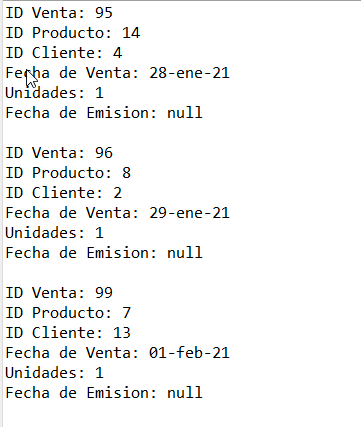 ID Venta: 95
ID Producto: 14
ID Cliente: 4
Fecha de Venta: 28-ene-21
Unidades: 1
Fecha de Emision: null
ID Venta: 96
ID Producto: 8
ID Cliente: 2
Fecha de Venta: 29-ene-21
Unidades: 1
Fecha de Emision: null
ID Venta: 99
ID Producto: 7
ID Cliente: 13
Fecha de Venta: 01-feb-21
Unidades: 1
Fecha de Emision: null